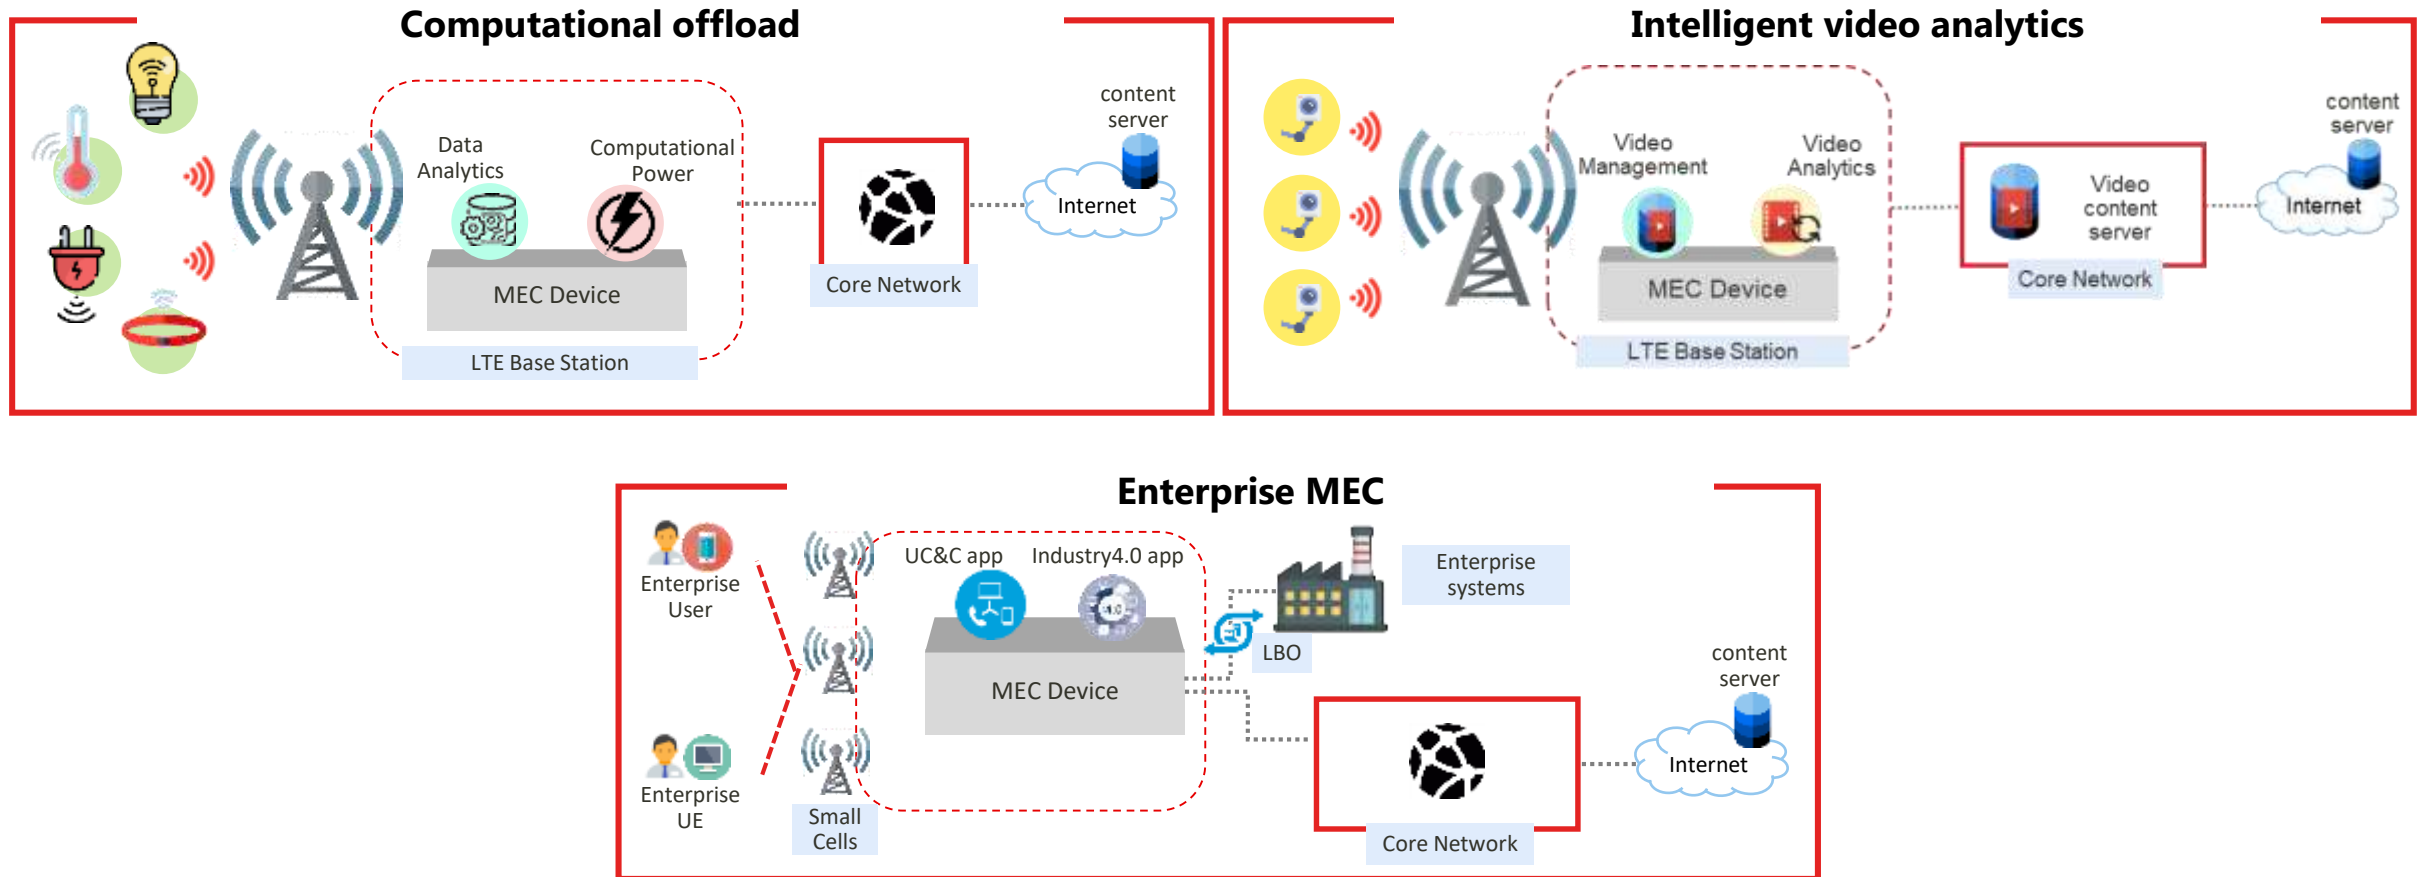 Computational offload
content
server
Data
Analytics
Computational
Power
Internet
MEC Device
Core Network
LTE Base Station
Intelligent video analytics
content
server
Video
Management
Video
Analytics
Video
content
server
Internet
MEC Device
Core Network
LTE Base Station
Enterprise MEC
Enterprise
User
UC&C app
Industry4.0 app
4.0
Enterprise
systems
LBO
MEC Device
content
server
Internet
Enterprise
UE
Small
Cells
Core Network